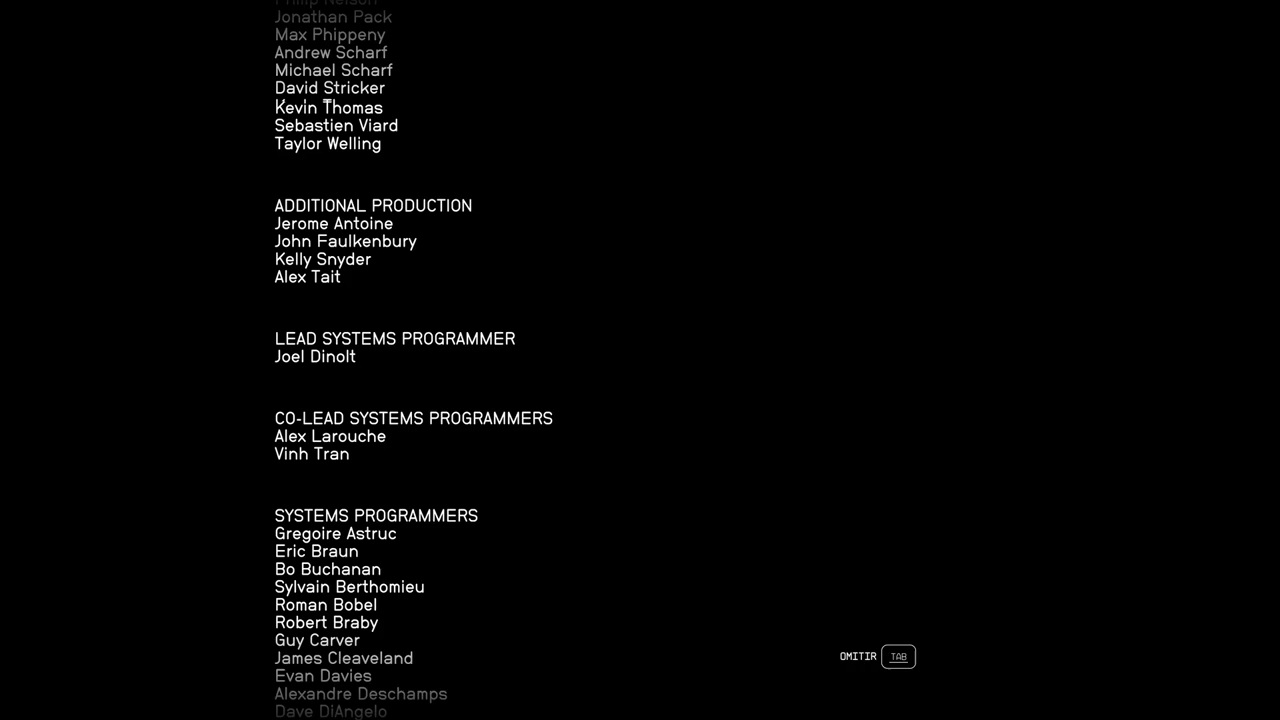 Philip Nelson
Jonathan Pack
Max Phippeny
Andrew Scharf
Michael Scharf
David Stricker
Kevin Thomas
Sebastien Viard
Taylor Welling
ADDITIONAL PRODUCTION
Jerome Antoine
John Faulkenbury
Kelly Snyder
Alex Tait
LEAD SYSTEMS PROGRAMMER
Joel Dinolt
CO-LEAD SYSTEMS PROGRAMMERS
Alex Larouche
Vinh Tran
SYSTEMS PROGRAMMERS
Gregoire Astruc
Eric Braun
Bo Buchanan
Sylvain Berthomieu
Roman Bobel
Robert Braby
Guy Carver
James Cleaveland
Evan Davies
Alexandre Deschamps
Dave DiAngelo
OMITIR TAB